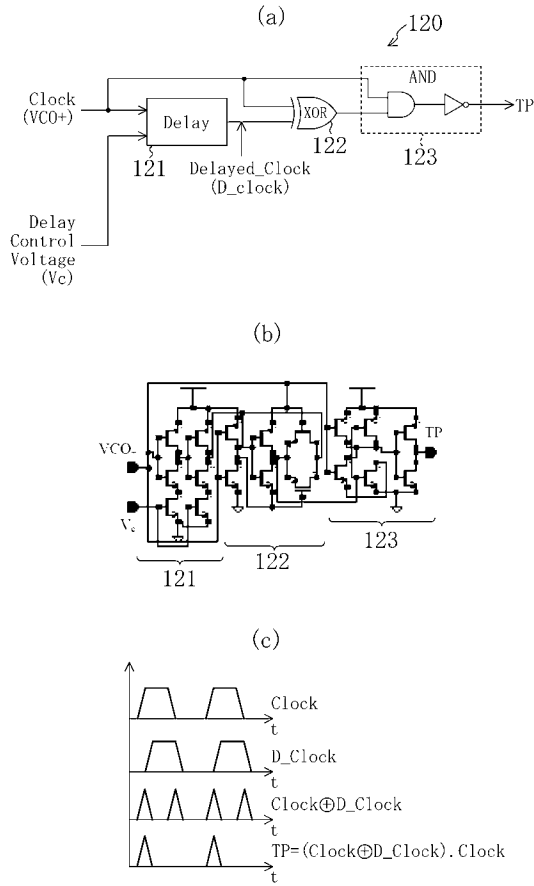 (a)
120
AND
Clock
(VCO+)
Delay
XOR
TP
121
122
123
Delayed_Clock
(D_clock)
Delay
Control
Voltage
(Vc)
(b)
VCO-
TP
Vc
121
122
123
(c)
Clock
t
D_Clock
t
Clock⊕D_Clock
t
TP=(Clock⊕D_Clock).Clock
t